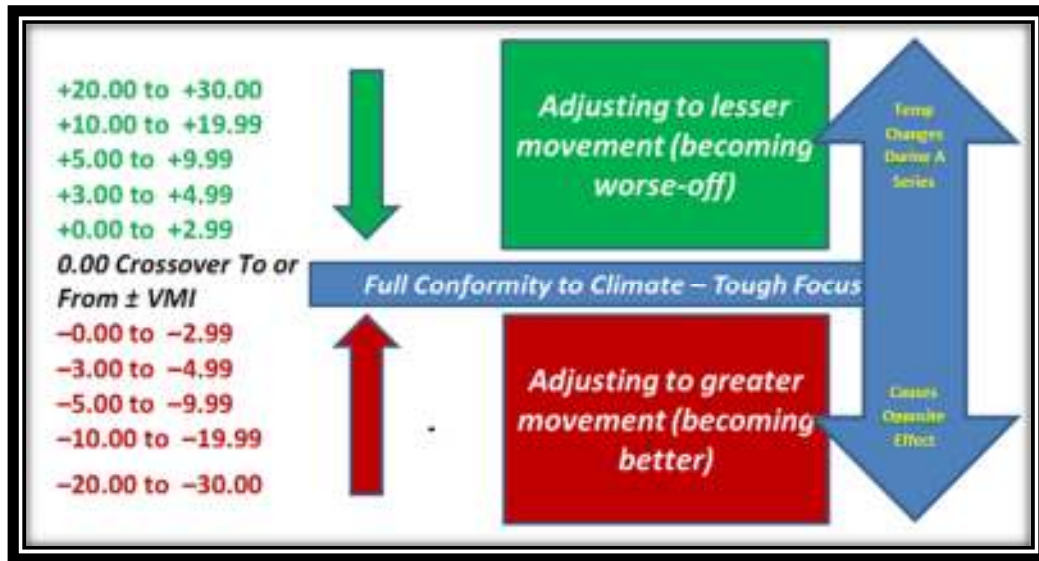 +20.00 to +30.00
+10.00 to +19.99
+5.00 to +9.99
+3.00 to +4.99
+0.00 to +2.99
0.00 Crossover To or
From ± VMI
–0.00 to –2.99
–3.00 to –4.99
–5.00 to –9.99
–10.00 to –19.99
–20.00 to –30.00
Adjusting to lesser
movement (becoming
worse-off)
Full Conformity to Climate – Tough Focus
Adjusting to greater
movement (becoming
better)
Temp
Changes
During A
Series
Causes
Opposite
Effect